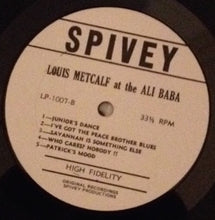 SPIVEY
LOUIS METCALF at the ALI BABA
LP-1007-B 33⅓ RPM
1—JUNIOR'S DANCE
2—I'VE GOT THE PEACE BROTHER BLUES
3—SAVANNAH IS SOMETHING ELSE
4—WHO CARES? NOBODY !!
5—PATRICK'S MOOD
HIGH FIDELITY
ORIGINAL RECORDINGS
SPIVEY PRODUCTIONS